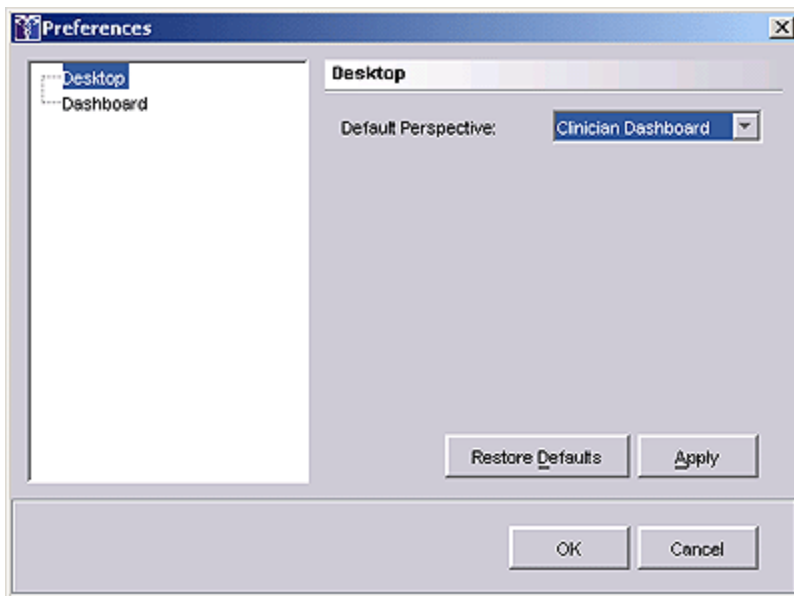 Preferences
Desktop
Dashboard
Desktop
Default Perspective:
Clinician Dashboard
Restore Defaults
Apply
OK
Cancel